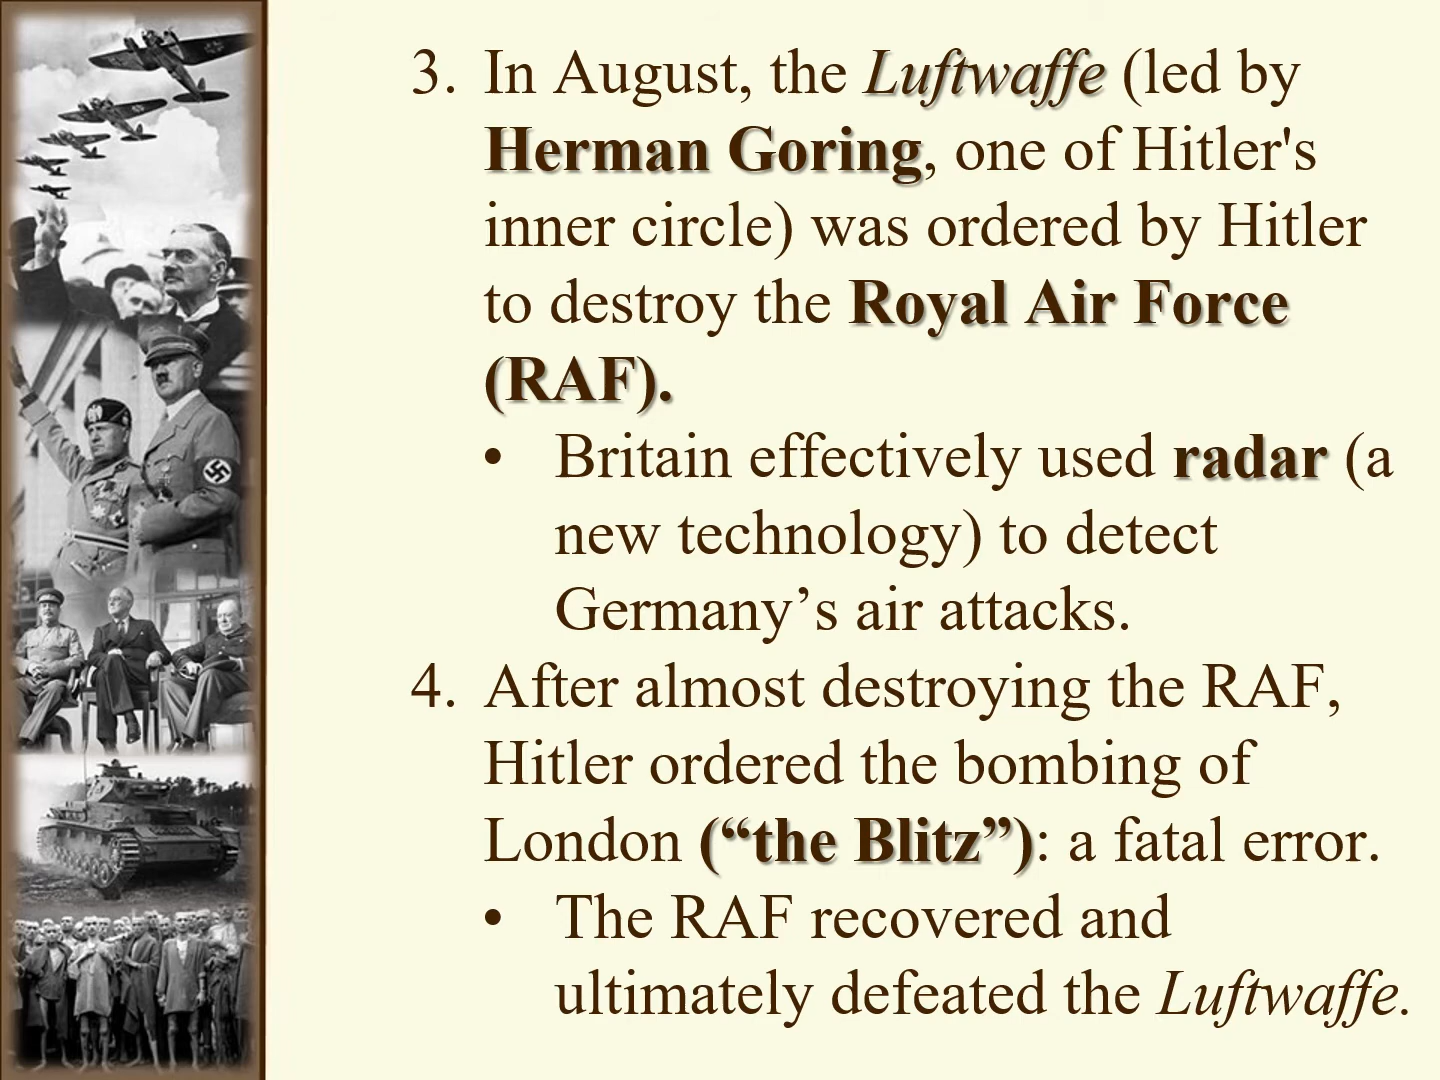 3. In August, the Luftwaffe (led by
Herman Goring, one of Hitler's
inner circle) was ordered by Hitler
to destroy the Royal Air Force
(RAF).
• Britain effectively used radar (a
new technology) to detect
Germany’s air attacks.
4. After almost destroying the RAF,
Hitler ordered the bombing of
London (“the Blitz”): a fatal error.
• The RAF recovered and
ultimately defeated the Luftwaffe.